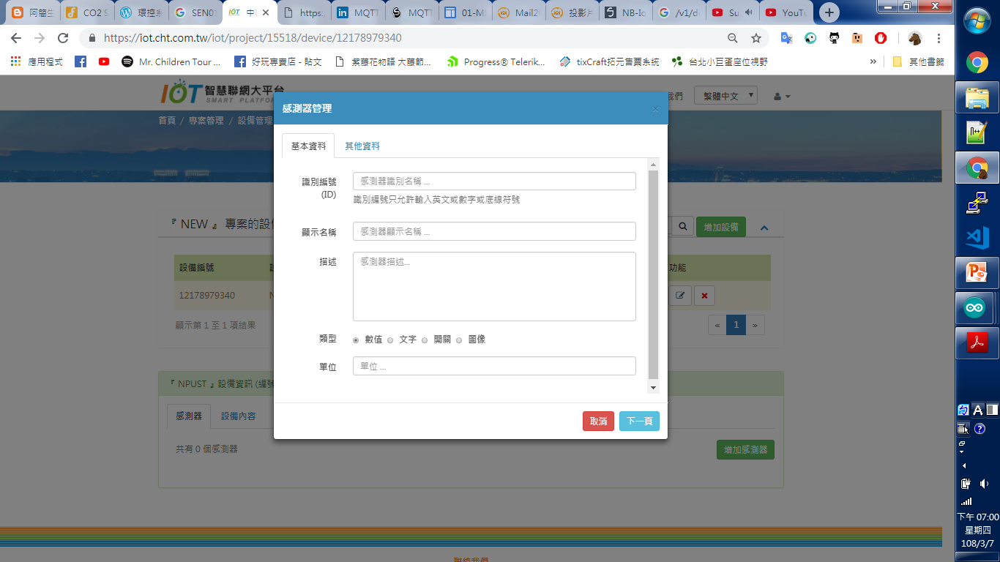 阿簡生
CO2 S
環控系
SEN01
中
https:
MQTT
MQTT
01-M
Mail2
投影片
NB-Io
/v1/d
Su
YouTu
https://iot.cht.com.tw/iot/project/15518/device/12178979340
應用程式
Mr. Children Tour ...
好玩專賣店 - 貼文
紫藤花物語 大藤節...
Progress® Telerik...
tixCraft拓元售票系統
台北小巨蛋座位視野
»
其他書籤
IOT 智慧聯網大平台
SMART PLATFOR
我們
繁體中文
首頁 / 專案管理 / 設備管理
感測器管理
×
基本資料
其他資料
識別編號
(ID)
感測器識別名稱 ...
識別編號只允許輸入英文或數字或底線符號
顯示名稱
感測器顯示名稱 ...
描述
感測器描述...
類型
數值
文字
開關
圖像
單位
單位 ...
取消
下一頁
『 NEW 』 專案的設
增加設備
設備編號
功能
12178979340
N
顯示第 1 至 1 項結果
«
1
»
『 NPUST 』設備資訊 (編號
感測器
設備內容
共有 0 個感測器
增加感測器
聯絡我們
下午 07:00
星期四
108/3/7